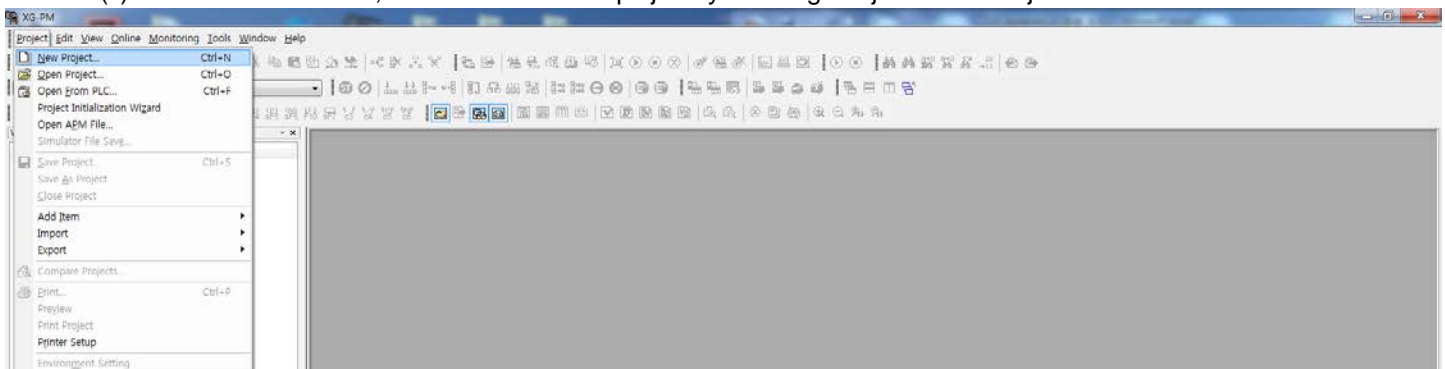 XG-PM
Project Edit View Online Monitoring Tools Window Help
New Project... Ctrl+N
Open Project... Ctrl+O
Open From PLC... Ctrl+F
Project Initialization Wizard
Open APM File...
Simulator File Save...
Save Project Ctrl+S
Save As Project
Close Project
Add Item
Import
Export
Compare Projects...
Print... Ctrl+P
Preview
Print Project
Printer Setup
Environment Setting